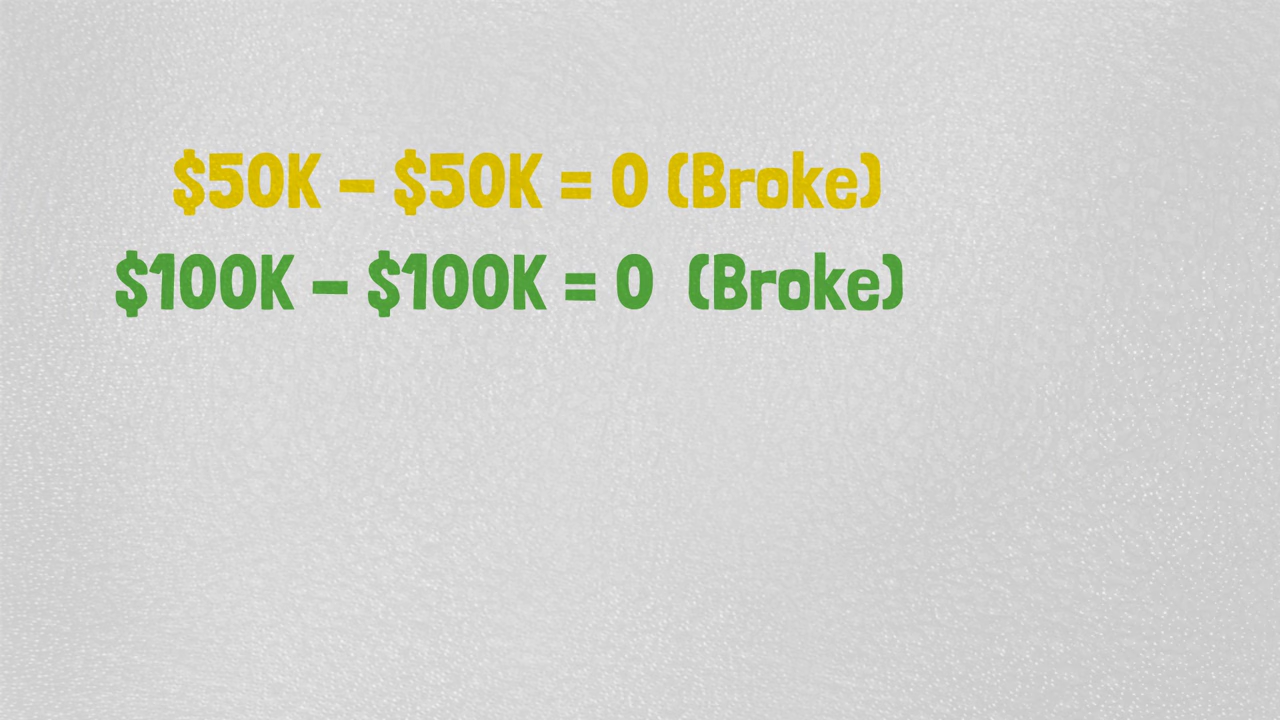 $50K – $50K = 0 (Broke)
$100K – $100K = 0 (Broke)